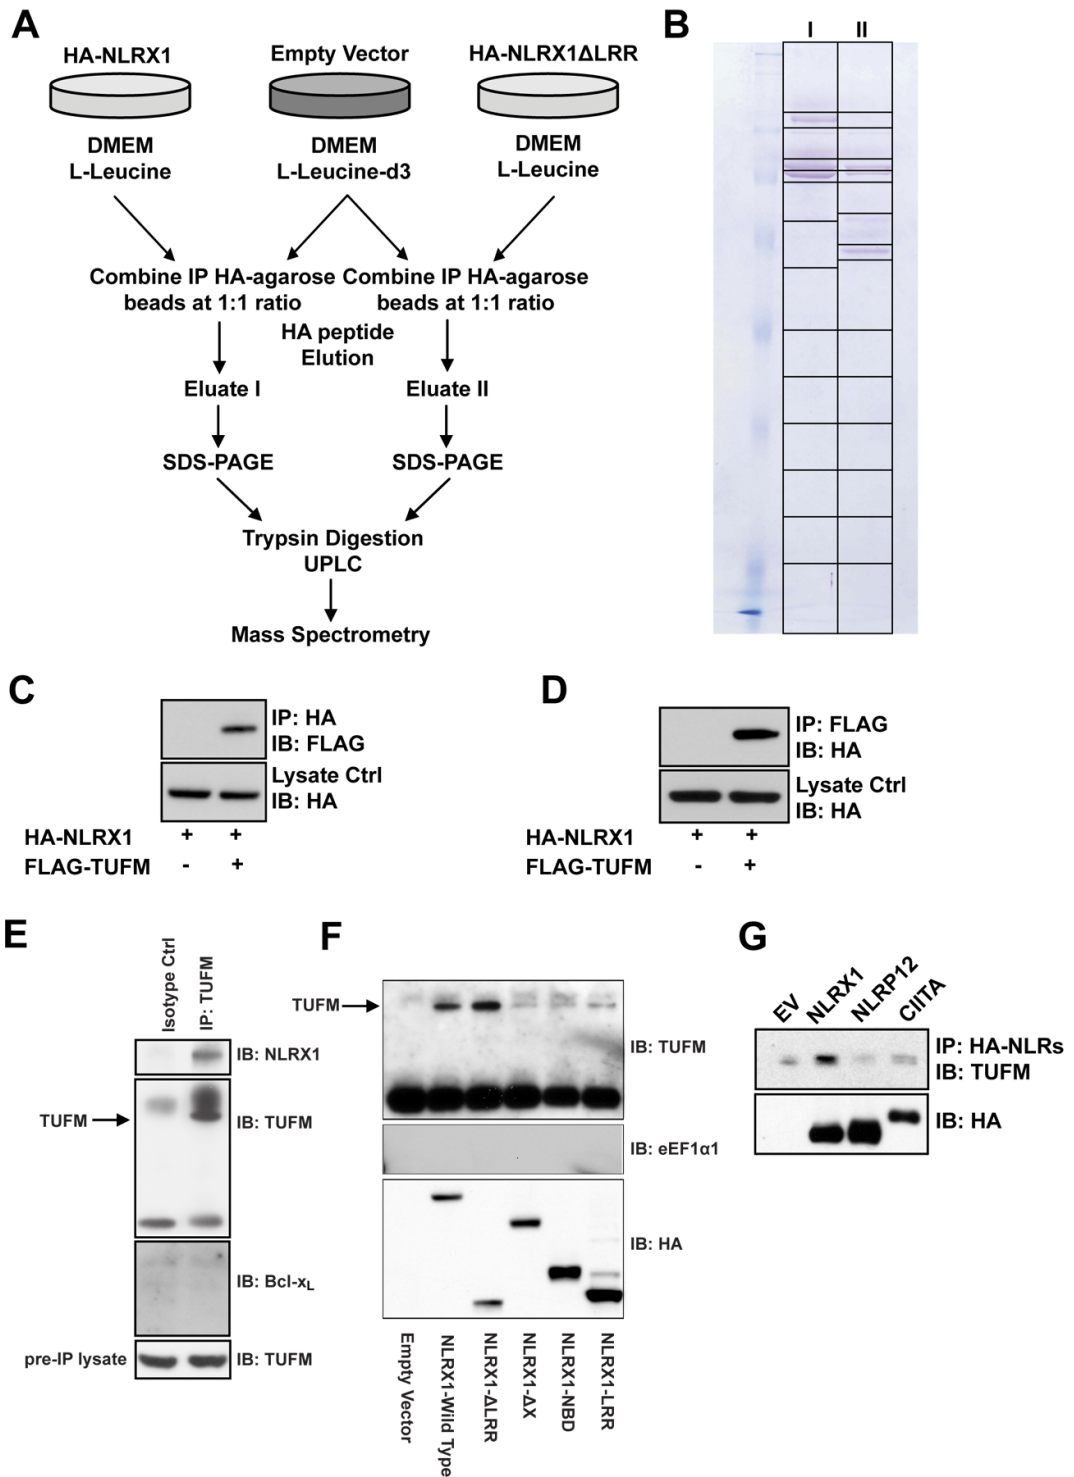 A
HA-NLRX1
Empty Vector
HA-NLRX1ΔLRR
DMEM
L-Leucine
DMEM
L-Leucine-d3
DMEM
L-Leucine
Combine IP HA-agarose
beads at 1:1 ratio
Combine IP HA-agarose
beads at 1:1 ratio
HA peptide
Elution
Eluate I
Eluate II
SDS-PAGE
SDS-PAGE
Trypsin Digestion
UPLC
Mass Spectrometry
B
I II
C
IP: HA
IB: FLAG
Lysate Ctrl
IB: HA
HA-NLRX1 + +
FLAG-TUFM - +
D
IP: FLAG
IB: HA
Lysate Ctrl
IB: HA
HA-NLRX1 + +
FLAG-TUFM - +
E
Isotype Ctrl
IP: TUFM
IB: NLRX1
TUFM
IB: TUFM
IB: Bcl-xL
pre-IP lysate
IB: TUFM
F
TUFM
IB: TUFM
IB: eEF1α1
IB: HA
Empty Vector
NLRX1-Wild Type
NLRX1-ΔLRR
NLRX1-ΔX
NLRX1-NBD
NLRX1-LRR
G
EV
NLRX1
NLRP12
CIITA
IP: HA-NLRs
IB: TUFM
IB: HA